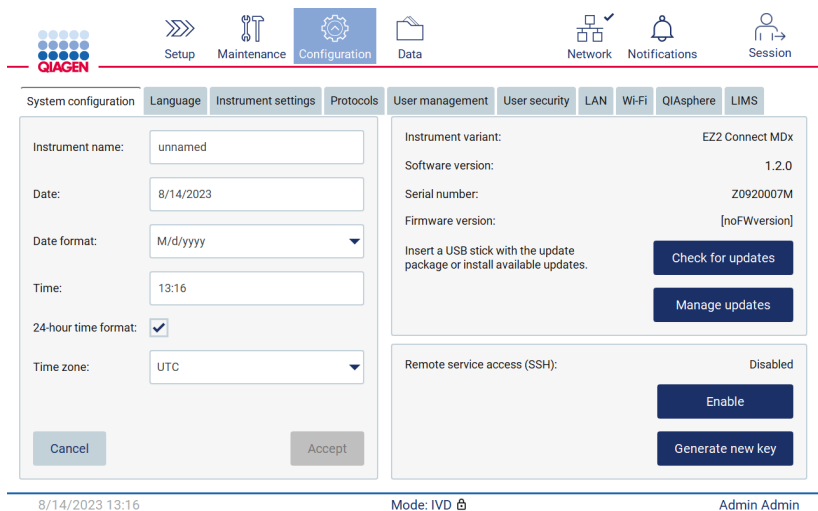 QIAGEN
Setup
Maintenance
Configuration
Data
Network
Notifications
Session
System configuration
Language
Instrument settings
Protocols
User management
User security
LAN
Wi-Fi
QIAsphere
LIMS
Instrument name:
unnamed
Date:
8/14/2023
Date format:
M/d/yyyy
Time:
13:16
24-hour time format:
Time zone:
UTC
Cancel
Accept
Instrument variant:
EZ2 Connect MDx
Software version:
1.2.0
Serial number:
Z0920007M
Firmware version:
[noFWversion]
Insert a USB stick with the update
package or install available updates.
Check for updates
Manage updates
Remote service access (SSH):
Disabled
Enable
Generate new key
8/14/2023 13:16
Mode: IVD
Admin Admin